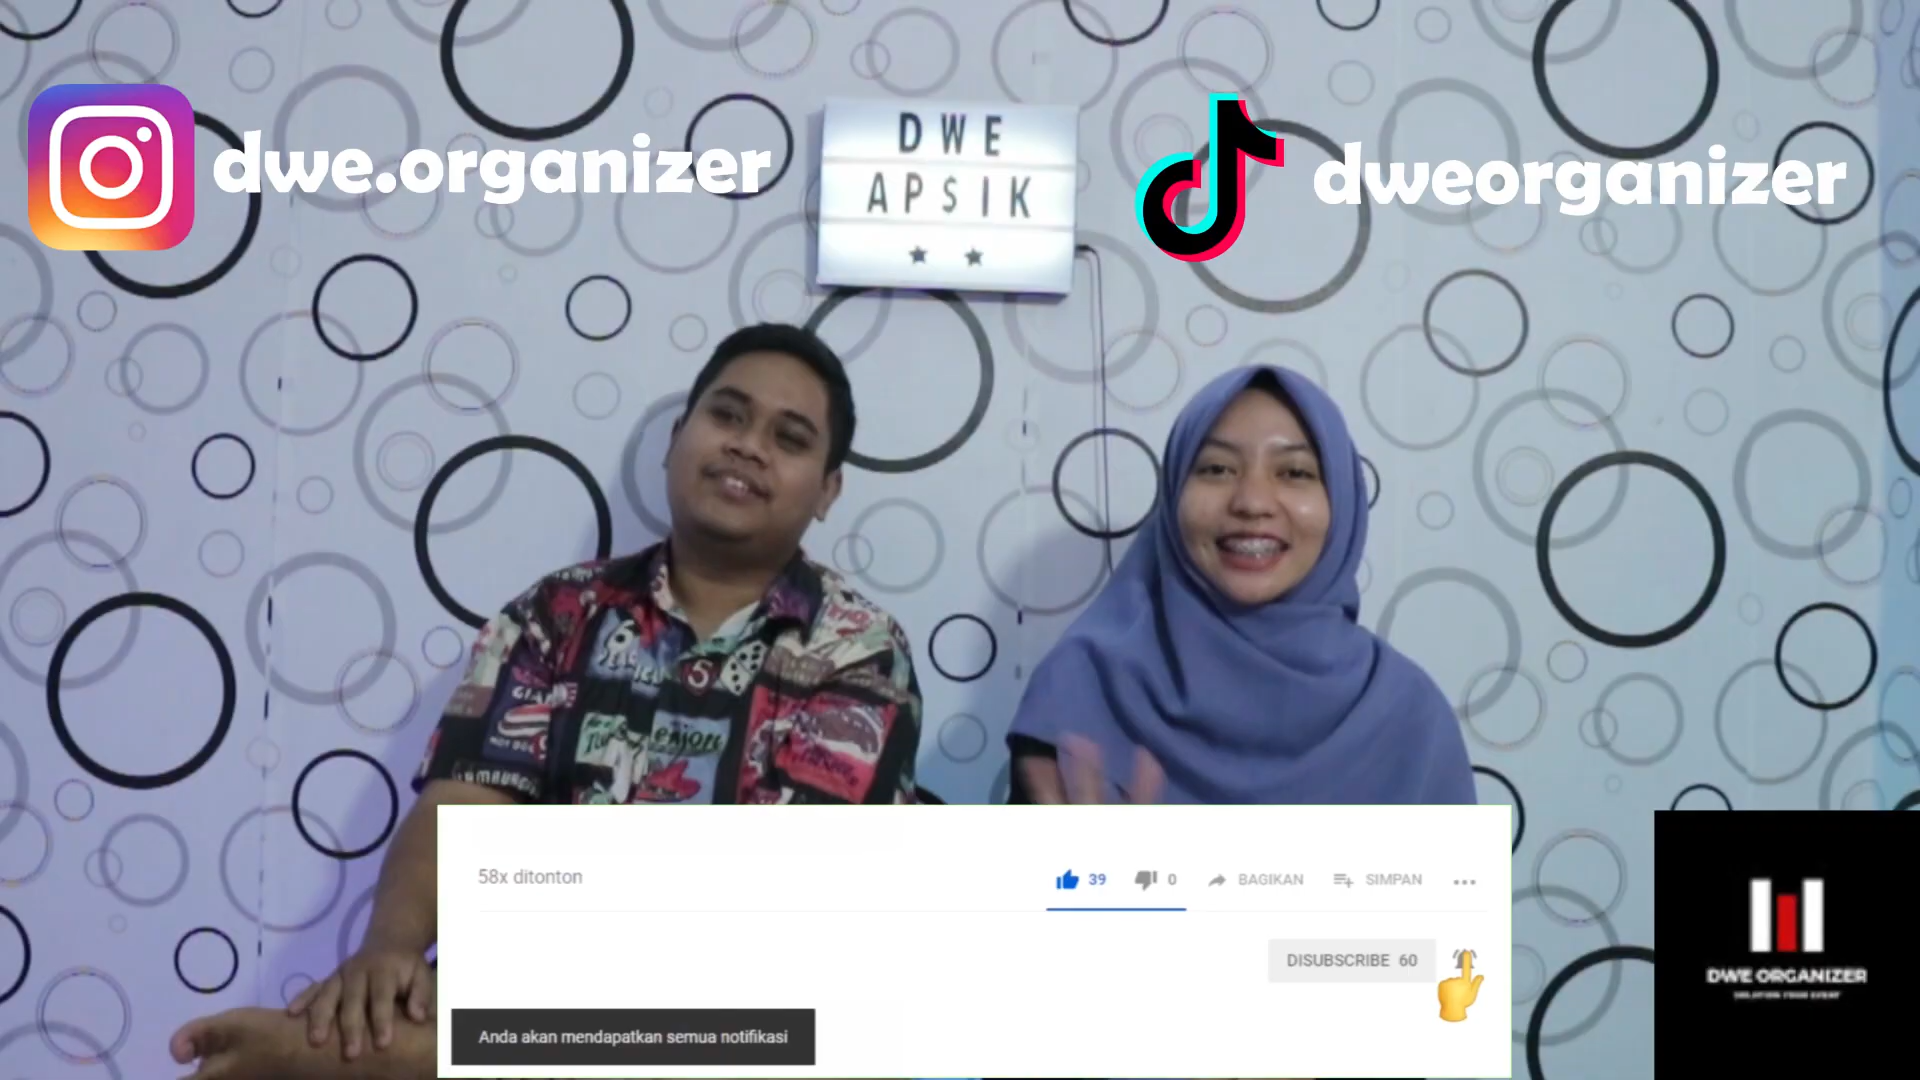 dwe.organizer
DWE
APSIK
dweorganizer
5
58x ditonton
39
0
BAGIKAN
SIMPAN
DISUBSCRIBE 60
Anda akan mendapatkan semua notifikasi
DWE ORGANIZER